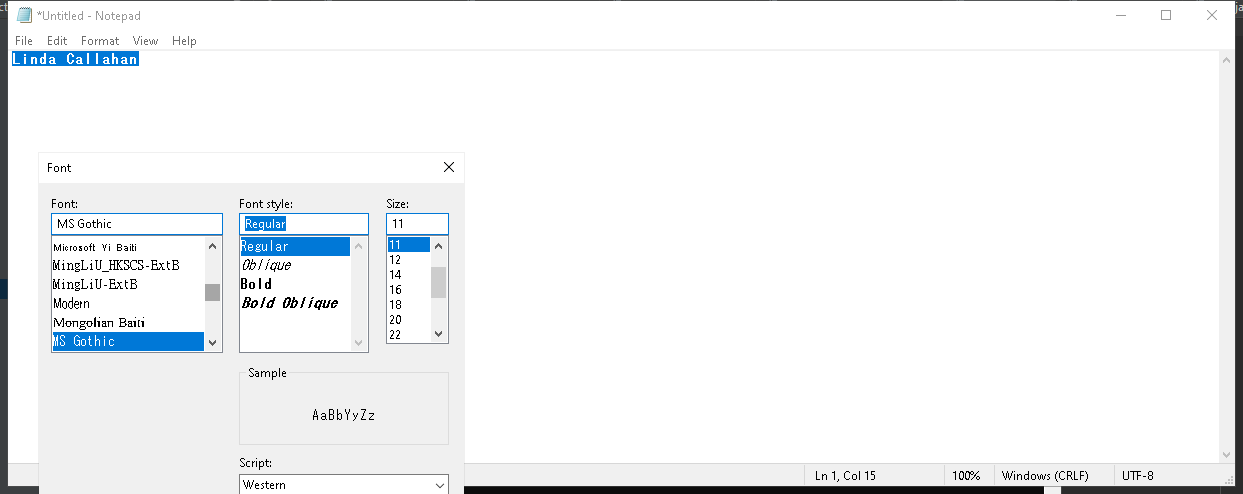 *Untitled - Notepad
File Edit Format View Help
Linda Callahan
Font
Font: Font style: Size:
MS Gothic Regular 11
Microsoft Yi Baiti Regular 11
MingLiU_HKSCS-ExtB Oblique 12
MingLiU-ExtB Bold 14
Modern Bold Oblique 16
Mongolian Baiti 18
MS Gothic 20
22
Sample
AaBbYyZz
Script:
Western
Ln 1, Col 15 100% Windows (CRLF) UTF-8